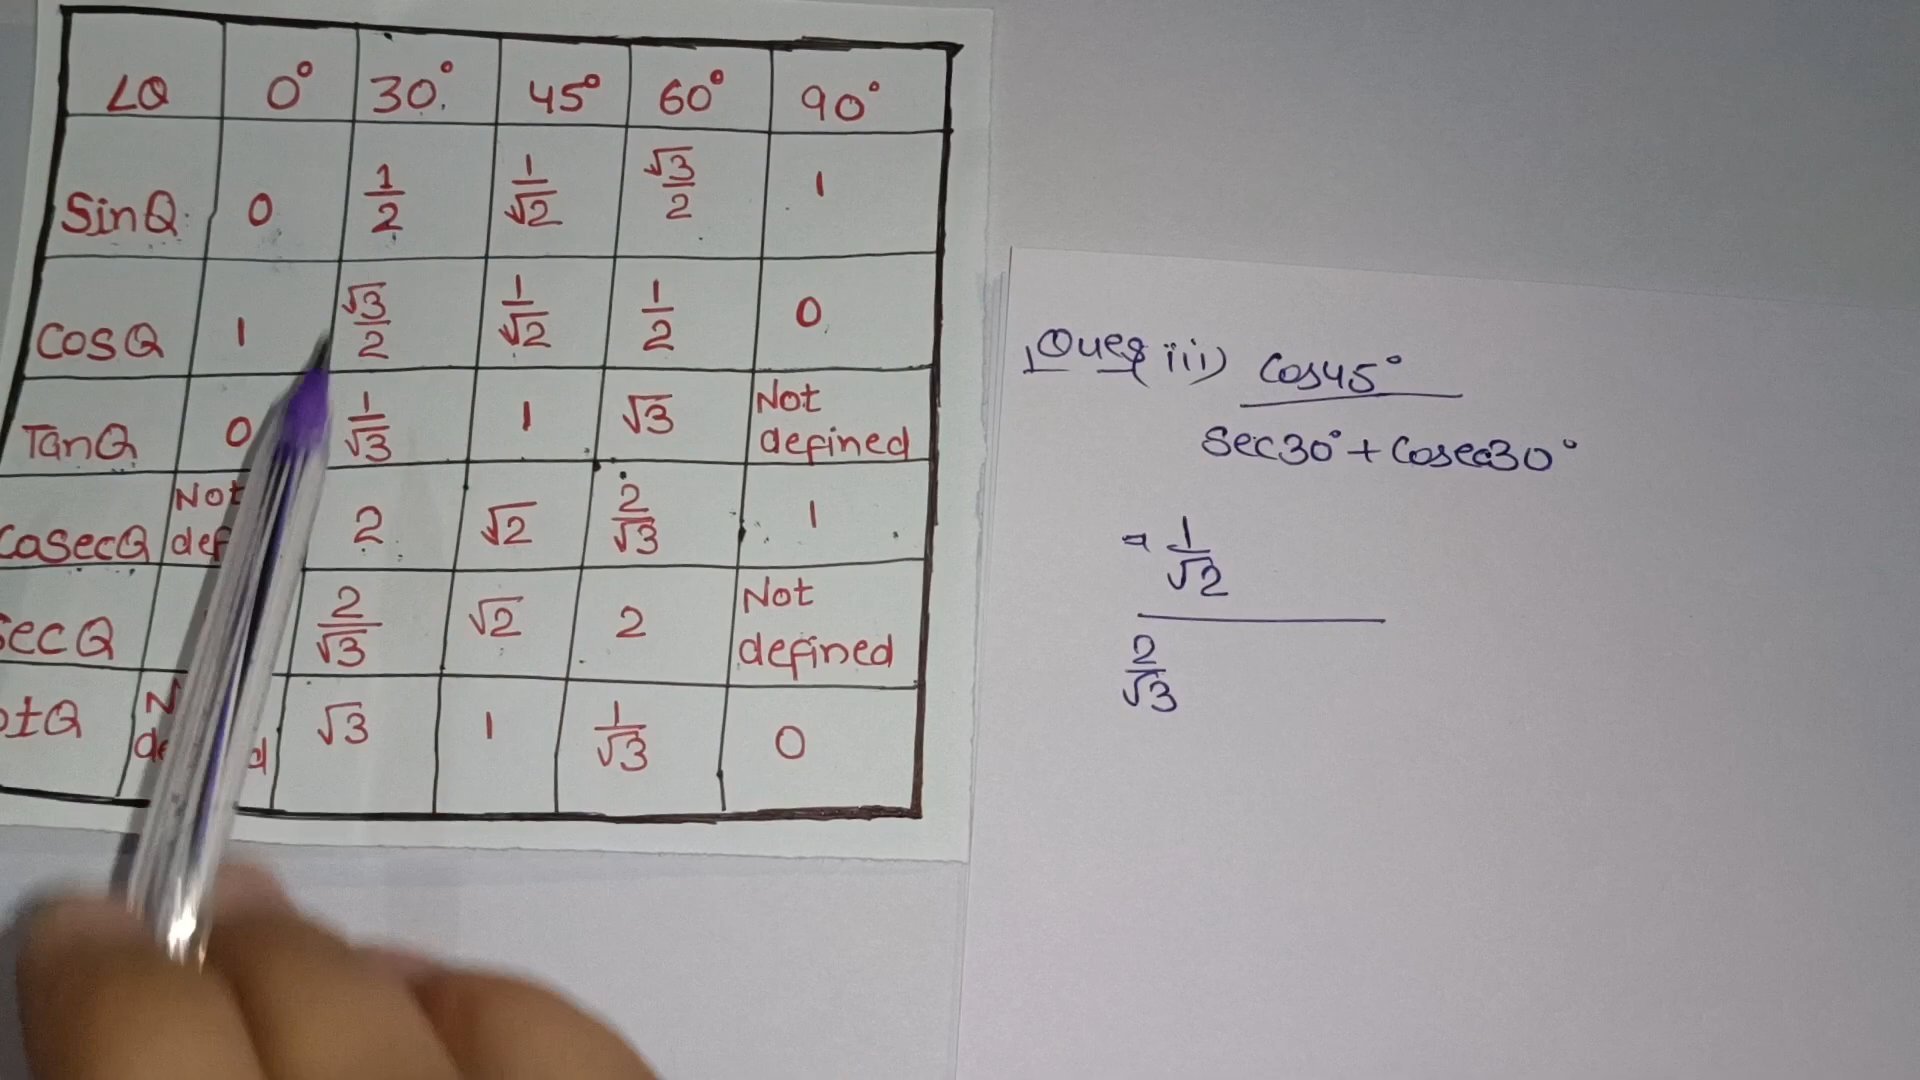 ∠Q 0° 30° 45° 60° 90°
SinQ 0 1/2 1/√2 √3/2 1
CosQ 1 √3/2 1/√2 1/2 0
TanQ 0 1/√3 1 √3 Not defined
CosecQ Not 2 √2 2/√3 1
SecQ 2/√3 √2 2 Not defined
√3 1 1/√3 0
Ques iii) Cos45°
Sec30° + Cosec30°
= 1/√2
2/√3